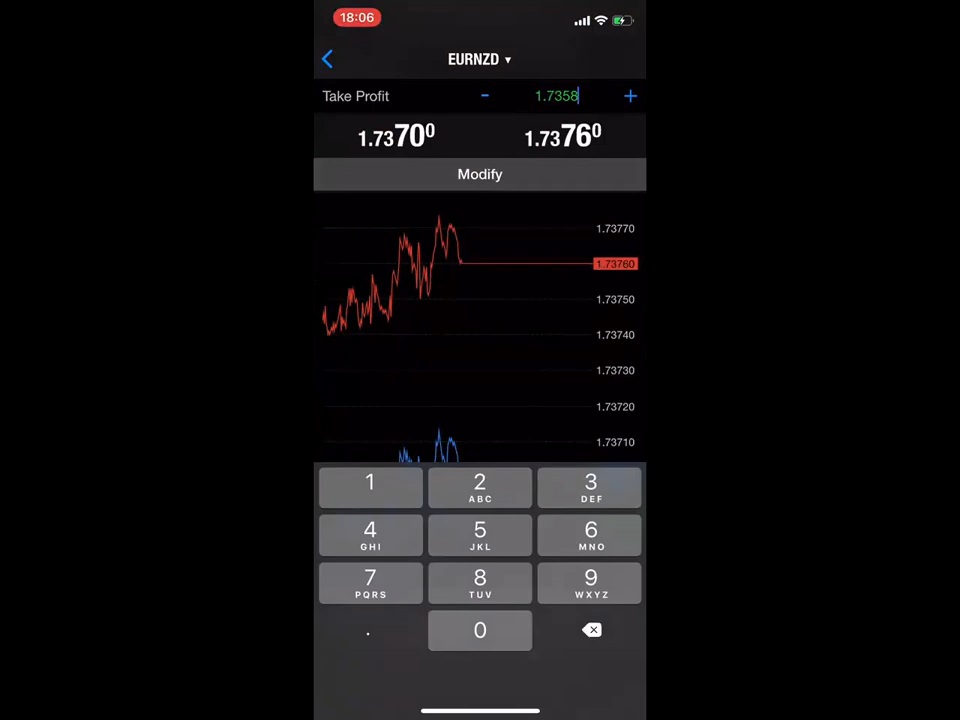 18:06
EURNZD ▾
Take Profit - 1.7358 +
1.73700 1.73760
Modify
1.73770
1.73760
1.73750
1.73740
1.73730
1.73720
1.73710
1 2 3
ABC DEF
4 5 6
GHI JKL MNO
7 8 9
PQRS TUV WXYZ
. 0